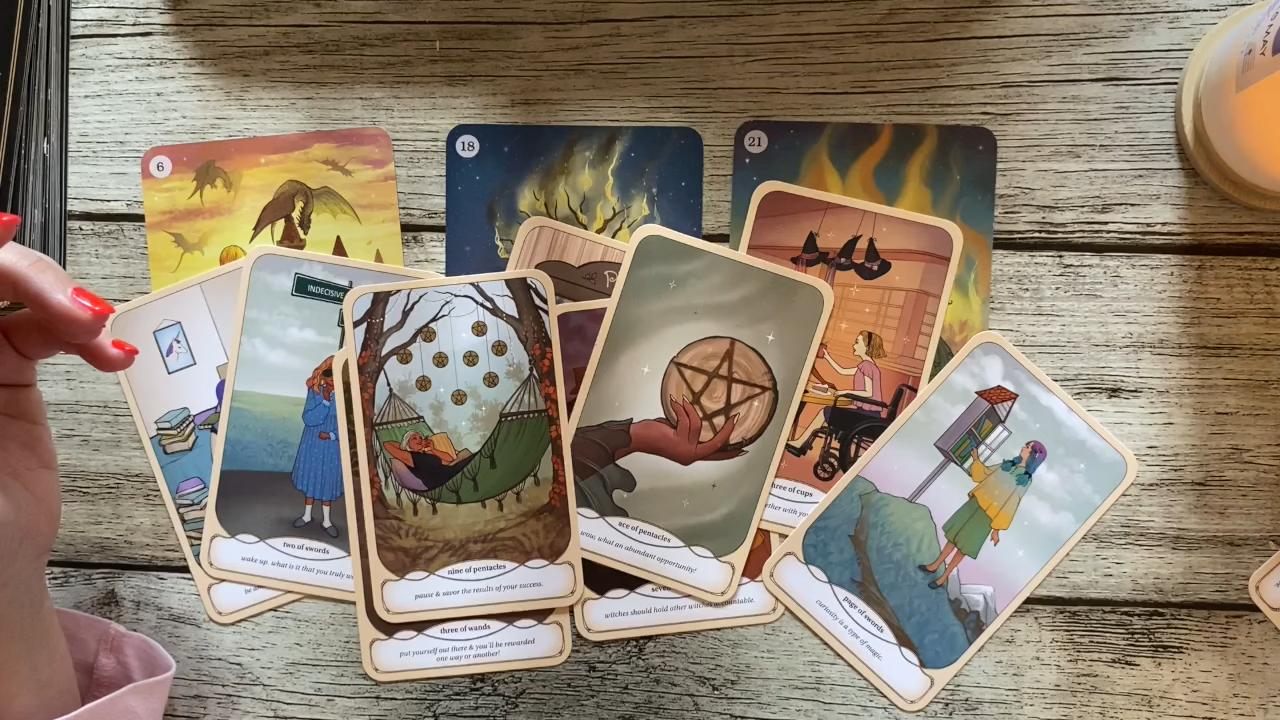 6
18
21
MAY
INDECISIVE
two of swords
wake up. what is it that you truly
nine of pentacles
pause & savor the results of your success.
three of wands
put yourself out there & you'll be rewarded
one way or another!
ace of pentacles
wow, what an abundant opportunity!
witches should hold other witches accountable.
of cups
page of swords
curiosity is a type of magic.